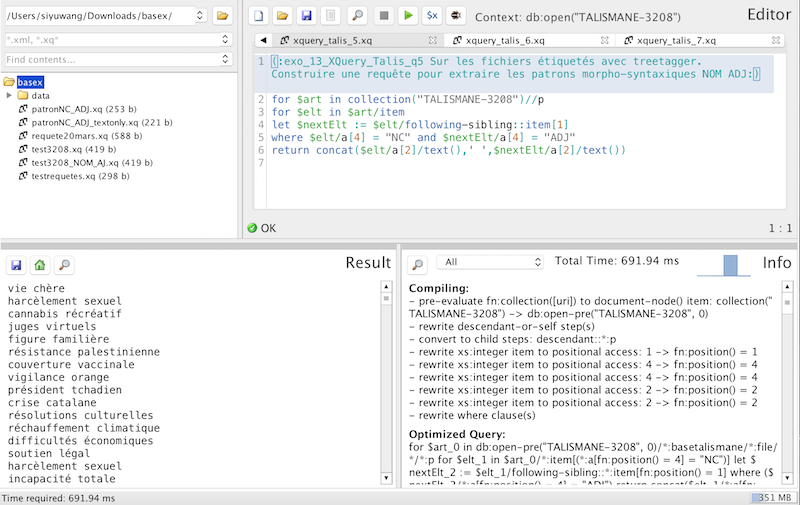 /Users/siyuwang/Downloads/basex/
*.xml, *.xq*
Find contents...
basex
data
patronNC_ADJ.xq (253 b)
patronNC_ADJ_textonly.xq (221 b)
requete20mars.xq (588 b)
test3208.xq (419 b)
test3208_NOM_AJ.xq (419 b)
testrequetes.xq (298 b)
$x
Context: db:open("TALISMANE-3208")
Editor
xquery_talis_5.xq
xquery_talis_6.xq
xquery_talis_7.xq
1 (:exo_13_XQuery_Talis_q5 Sur les fichiers étiquetés avec treetagger.
Construire une requête pour extraire les patrons morpho-syntaxiques NOM ADJ:)
2 for $art in collection("TALISMANE-3208")//p
3 for $elt in $art/item
4 let $nextElt := $elt/following-sibling::item[1]
5 where $elt/a[4] = "NC" and $nextElt/a[4] = "ADJ"
6 return concat($elt/a[2]/text(),' ',$nextElt/a[2]/text())
7
OK
1 : 1
Result
vie chère
harcèlement sexuel
cannabis récréatif
juges virtuels
figure familière
résistance palestinienne
couverture vaccinale
vigilance orange
président tchadien
crise catalane
résolutions culturelles
réchauffement climatique
difficultés économiques
soutien légal
harcèlement sexuel
incapacité totale
All
Total Time: 691.94 ms
Info
Compiling:
- pre-evaluate fn:collection([uri]) to document-node() item: collection("
TALISMANE-3208") -> db:open-pre("TALISMANE-3208", 0)
- rewrite descendant-or-self step(s)
- convert to child steps: descendant::*:p
- rewrite xs:integer item to positional access: 1 -> fn:position() = 1
- rewrite xs:integer item to positional access: 4 -> fn:position() = 4
- rewrite xs:integer item to positional access: 4 -> fn:position() = 4
- rewrite xs:integer item to positional access: 2 -> fn:position() = 2
- rewrite xs:integer item to positional access: 2 -> fn:position() = 2
- rewrite where clause(s)
Optimized Query:
for $art_0 in db:open-pre("TALISMANE-3208", 0)/*:basetalismane/*:file/
*/*:p for $elt_1 in $art_0/*:item[(*:a[fn:position() = 4] = "NC")] let $
nextElt_2 := $elt_1/following-sibling::*:item[fn:position() = 1] where ($
nextElt_2/*:a[fn:position() = 4] = "ADJ") return concat($elt_1/*:a[fn:
Time required: 691.94 ms
351 MB